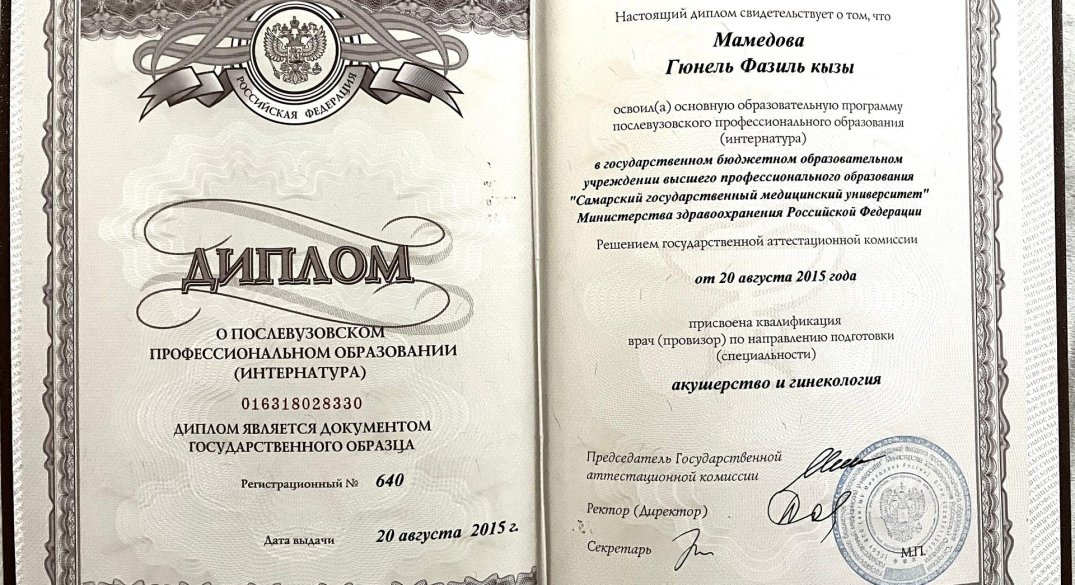 РОССИЙСКАЯ ФЕДЕРАЦИЯ
ДИПЛОМ
О ПОСЛЕВУЗОВСКОМ
ПРОФЕССИОНАЛЬНОМ ОБРАЗОВАНИИ
(ИНТЕРНАТУРА)
016318028330
ДИПЛОМ ЯВЛЯЕТСЯ ДОКУМЕНТОМ
ГОСУДАРСТВЕННОГО ОБРАЗЦА
Регистрационный № 640
Дата выдачи 20 августа 2015 г.
Настоящий диплом свидетельствует о том, что
Мамедова
Гюнель Фазиль кызы
освоил(а) основную образовательную программу
послевузовского профессионального образования
(интернатура)
в государственном бюджетном образовательном
учреждении высшего профессионального образования
"Самарский государственный медицинский университет"
Министерства здравоохранения Российской Федерации
Решением государственной аттестационной комиссии
от 20 августа 2015 года
присвоена квалификация
врач (провизор) по направлению подготовки
(специальности)
акушерство и гинекология
Председатель Государственной
аттестационной комиссии
Ректор (Директор)
Секретарь
М.П.